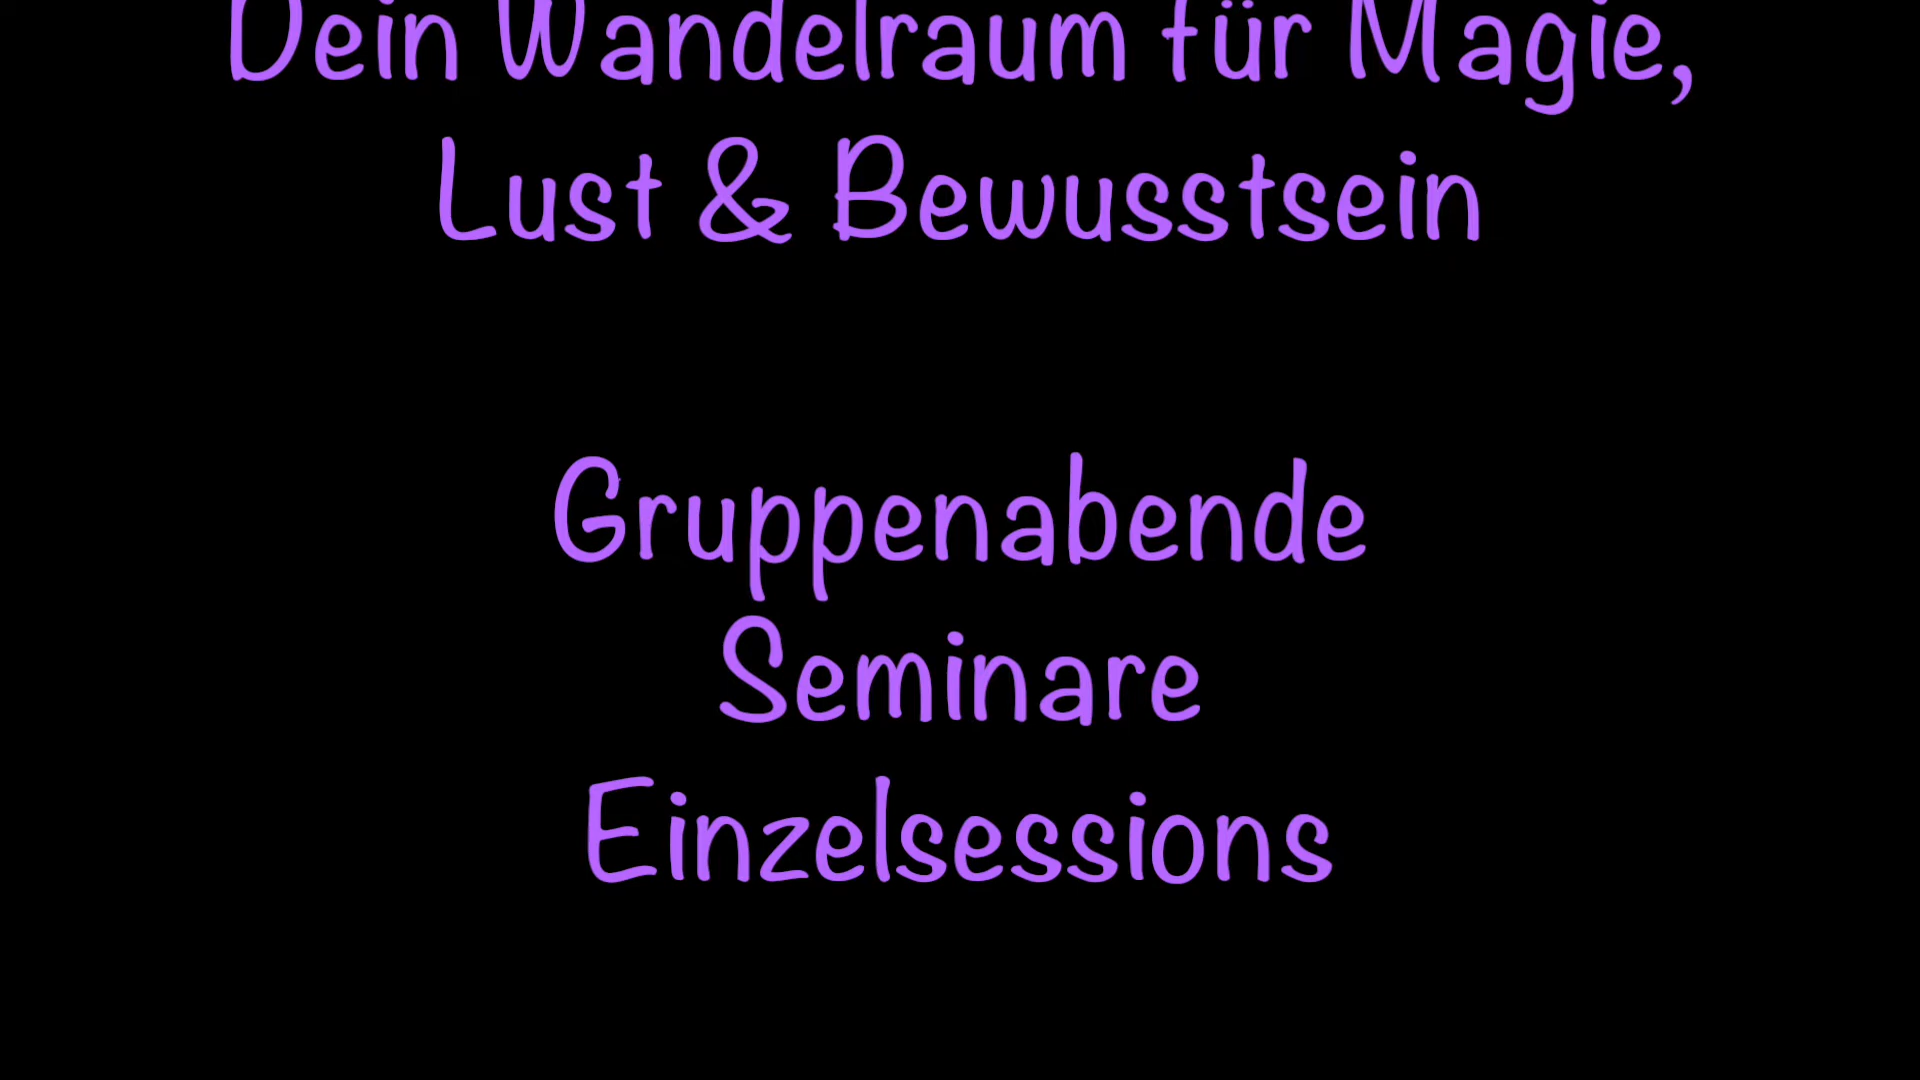 Dein Wandelraum für Magie,
Lust & Bewusstsein
Gruppenabende
Seminare
Einzelsessions